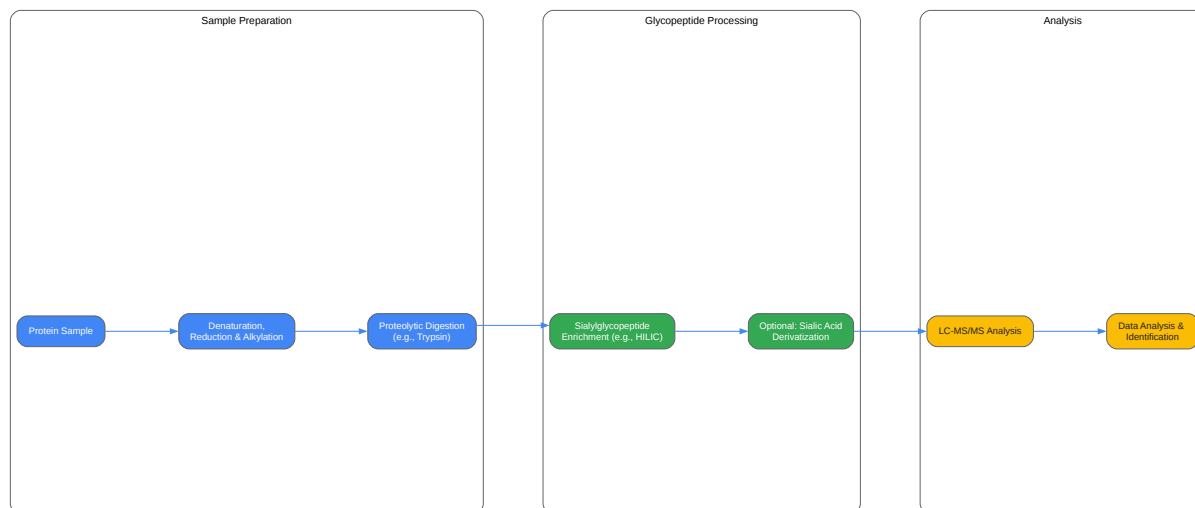 Sample Preparation
Glycopeptide Processing
Analysis
Protein Sample
Denaturation,
Reduction & Alkylation
Proteolytic Digestion
(e.g., Trypsin)
Sialylglycopeptide
Enrichment (e.g., HILIC)
Optional: Sialic Acid
Derivatization
LC-MS/MS Analysis
Data Analysis &
Identification